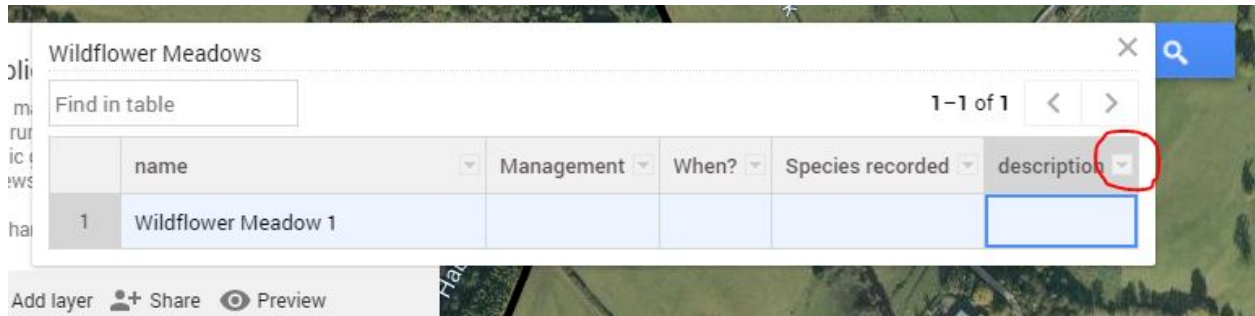 Wildflower Meadows
Find in table
1–1 of 1
name Management When? Species recorded description
1 Wildflower Meadow 1
Add layer Share Preview